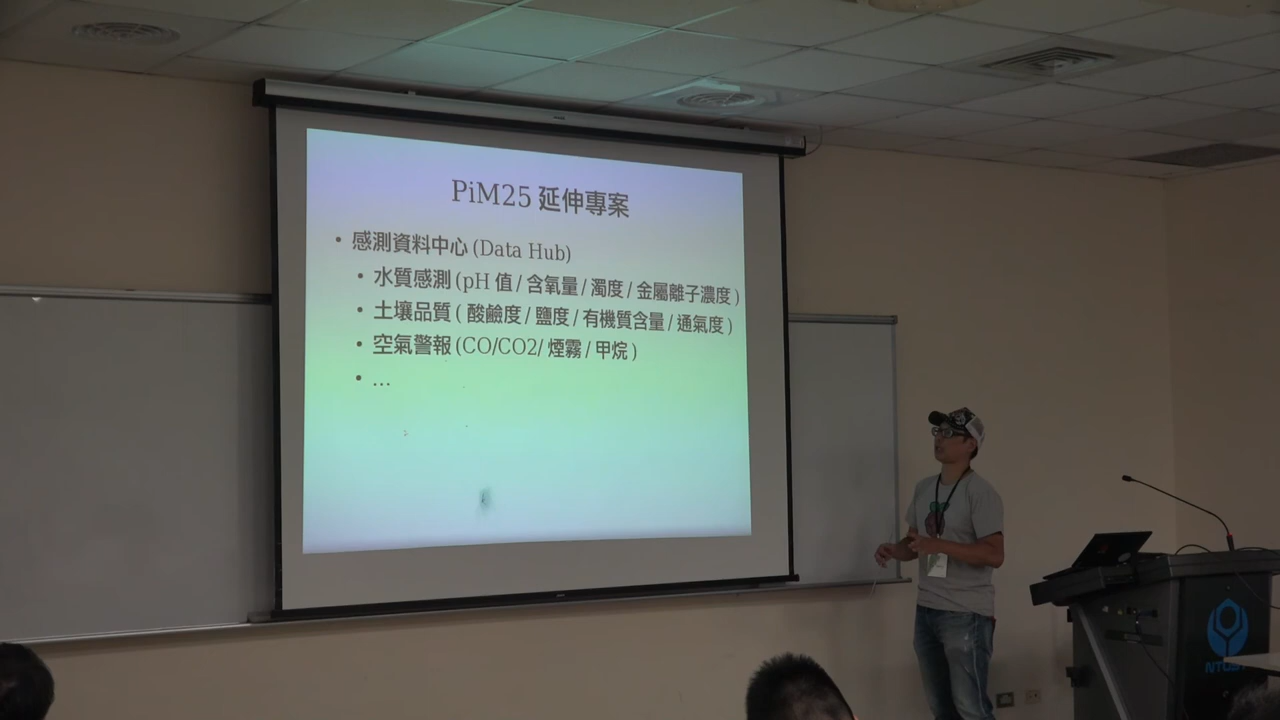 PiM25 延伸專案
• 感測資料中心 (Data Hub)
• 水質感測 (pH 值 / 含氧量 / 濁度 / 金屬離子濃度 )
• 土壤品質 ( 酸鹼度 / 鹽度 / 有機質含量 / 通氣度 )
• 空氣警報 (CO/CO2/ 煙霧 / 甲烷 )
• ...